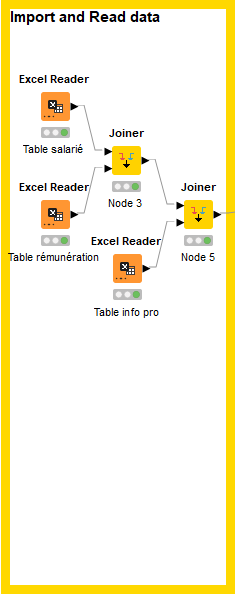 Import and Read data
Excel Reader
Table salarié
Joiner
Node 3
Excel Reader
Table rémunération
Joiner
Node 5
Excel Reader
Table info pro